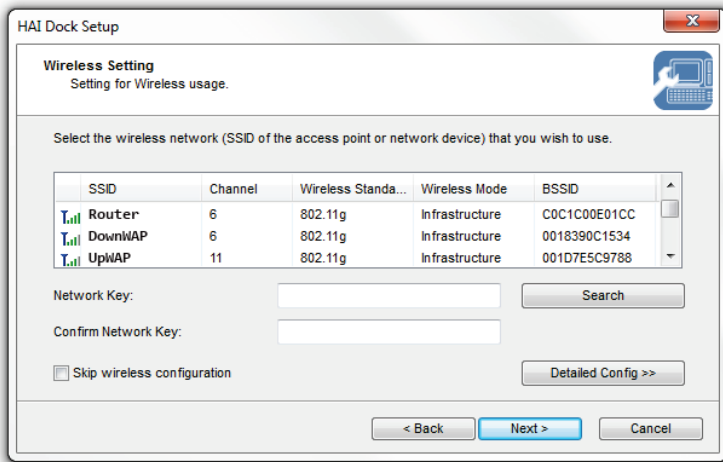 HAI Dock Setup
Wireless Setting
Setting for Wireless usage.
Select the wireless network (SSID of the access point or network device) that you wish to use.
SSID Channel Wireless Standa... Wireless Mode BSSID
Router 6 802.11g Infrastructure C0C1C00E01CC
DownWAP 6 802.11g Infrastructure 0018390C1534
UpWAP 11 802.11g Infrastructure 001D7E5C9788
Network Key: Search
Confirm Network Key:
Skip wireless configuration Detailed Config >>
< Back Next > Cancel